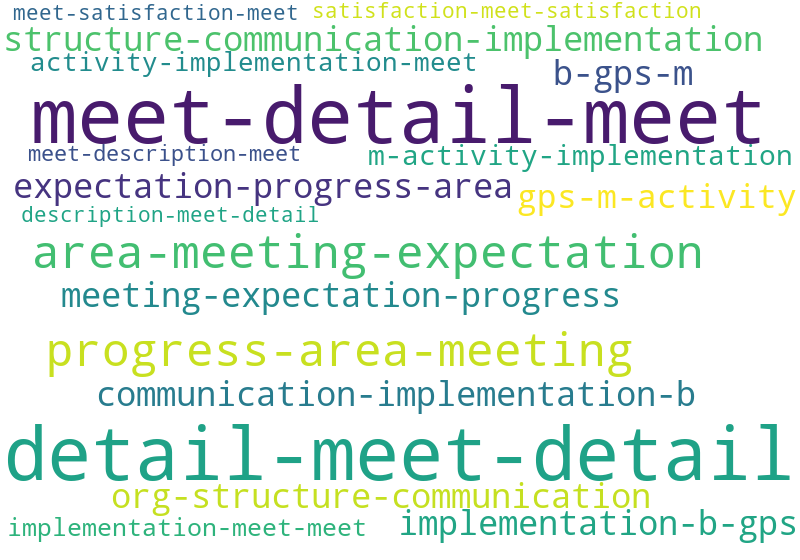 meet-satisfaction-meet satisfaction-meet-satisfaction
structure-communication-implementation
activity-implementation-meet b-gps-m
meet-detail-meet
meet-description-meet m-activity-implementation
expectation-progress-area gps-m-activity
description-meet-detail
area-meeting-expectation
meeting-expectation-progress
progress-area-meeting
communication-implementation-b
detail-meet-detail
org-structure-communication
implementation-meet-meet implementation-b-gps